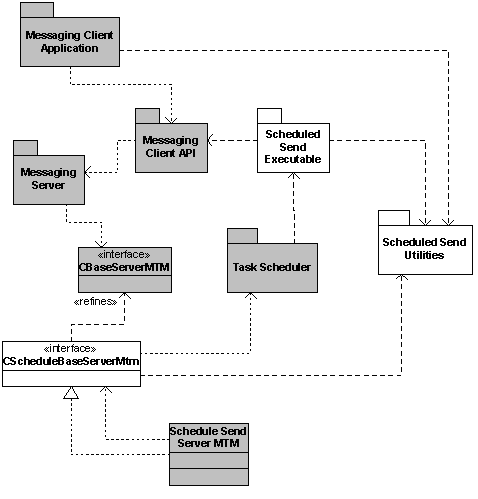 Messaging Client
Application
Messaging
Client API
Scheduled
Send
Executable
Messaging
Server
Scheduled Send
Utilities
«interface»
CBaseServerMTM
Task Scheduler
«refines»
«interface»
CScheduleBaseServerMtm
Schedule Send
Server MTM